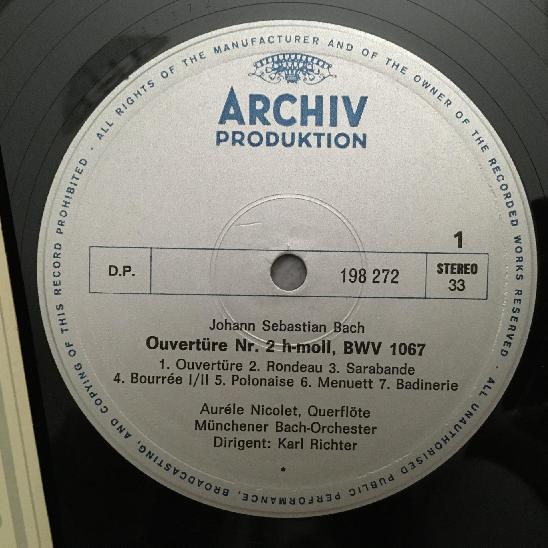 ALL RIGHTS OF THE MANUFACTURER AND OF THE OWNER OF THE RECORDED WORKS RESERVED · ALL UNAUTHORISED PUBLIC PERFORMANCE, BROADCASTING, AND COPYING OF THIS RECORD PROHIBITED ·
ARCHIV
PRODUKTION
1
D.P.
198 272
STEREO
33
Johann Sebastian Bach
Ouvertüre Nr. 2 h-moll, BWV 1067
1. Ouvertüre 2. Rondeau 3. Sarabande
4. Bourrée I/II 5. Polonaise 6. Menuett 7. Badinerie
Auréle Nicolet, Querflöte
Münchener Bach-Orchester
Dirigent: Karl Richter
*